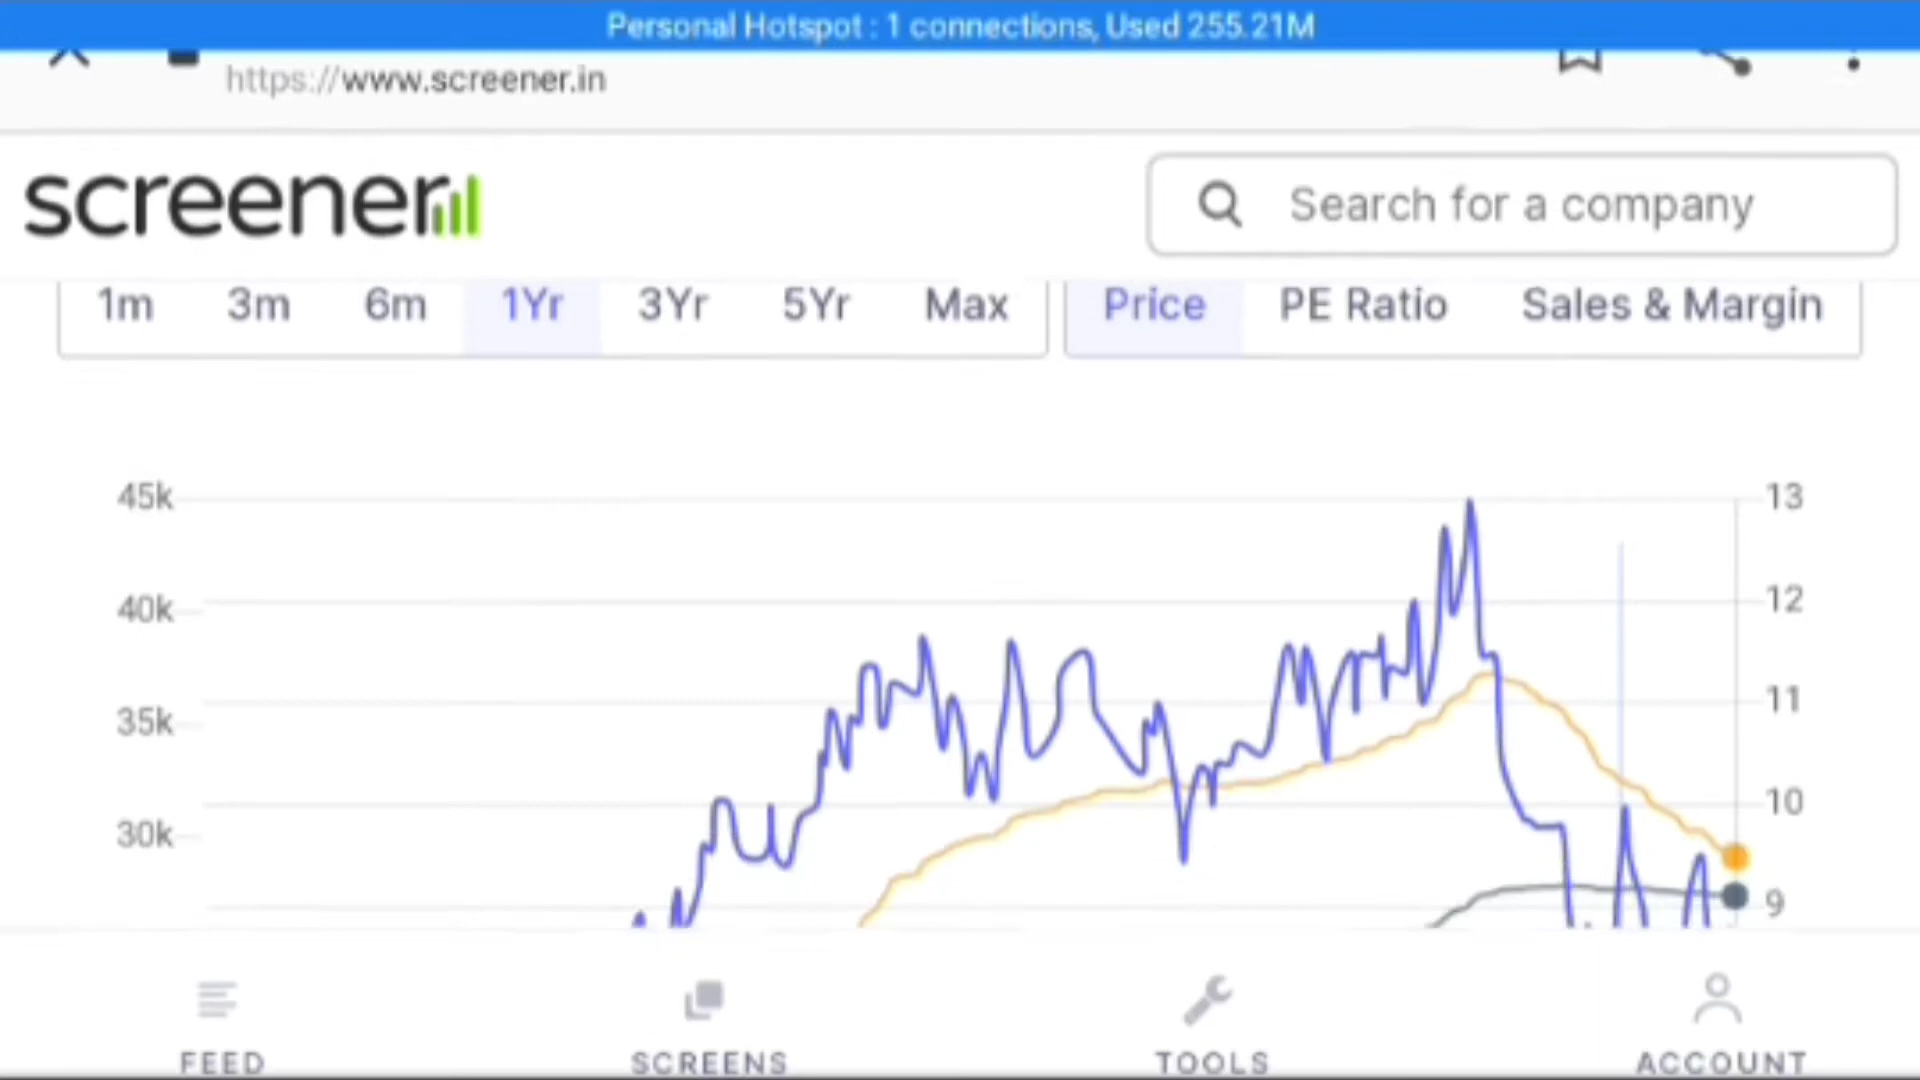 Personal Hotspot : 1 connections, Used 255.21M
https://www.screener.in
screener
Search for a company
1m 3m 6m 1Yr 3Yr 5Yr Max Price PE Ratio Sales & Margin
45k 13
40k 12
35k 11
30k 10
9
FEED SCREENS TOOLS ACCOUNT